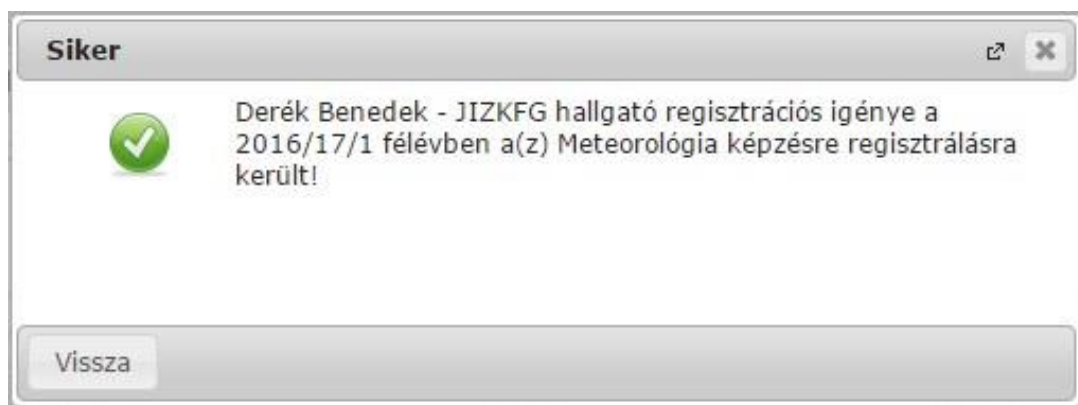 Siker
Derék Benedek - JIZKFG hallgató regisztrációs igénye a
2016/17/1 félévben a(z) Meteorológia képzésre regisztrálásra
került!
Vissza